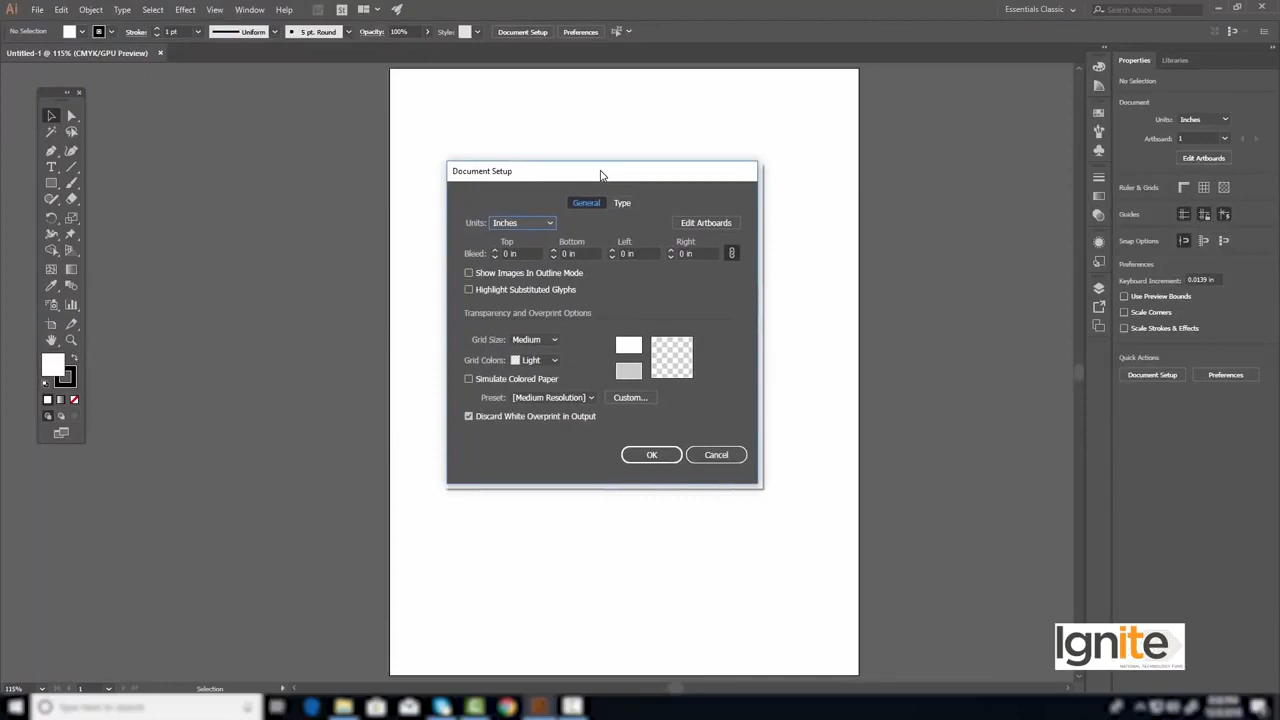 Ai File Edit Object Type Select Effect View Window Help Br St Essentials Classic Search Adobe Stock
No Selection Stroke: 1 pt Uniform 5 pt. Round Opacity: 100% Style: Document Setup Preferences
Untitled-1 @ 115% (CMYK/GPU Preview)
Properties Libraries
No Selection
Document
Units: Inches
Artboard: 1
Edit Artboards
Ruler & Grids
Guides
Snap Options
Preferences
Keyboard Increment: 0.0139 in
Use Preview Bounds
Scale Corners
Scale Strokes & Effects
Quick Actions
Document Setup Preferences
Document Setup
General Type
Units: Inches Edit Artboards
Top Bottom Left Right
Bleed: 0 in 0 in 0 in 0 in
Show Images In Outline Mode
Highlight Substituted Glyphs
Transparency and Overprint Options
Grid Size: Medium
Grid Colors: Light
Simulate Colored Paper
Preset: [Medium Resolution] Custom...
Discard White Overprint in Output
OK Cancel
Ignite
NATIONAL TECHNOLOGY FUND
115% 1 Selection
Type here to search